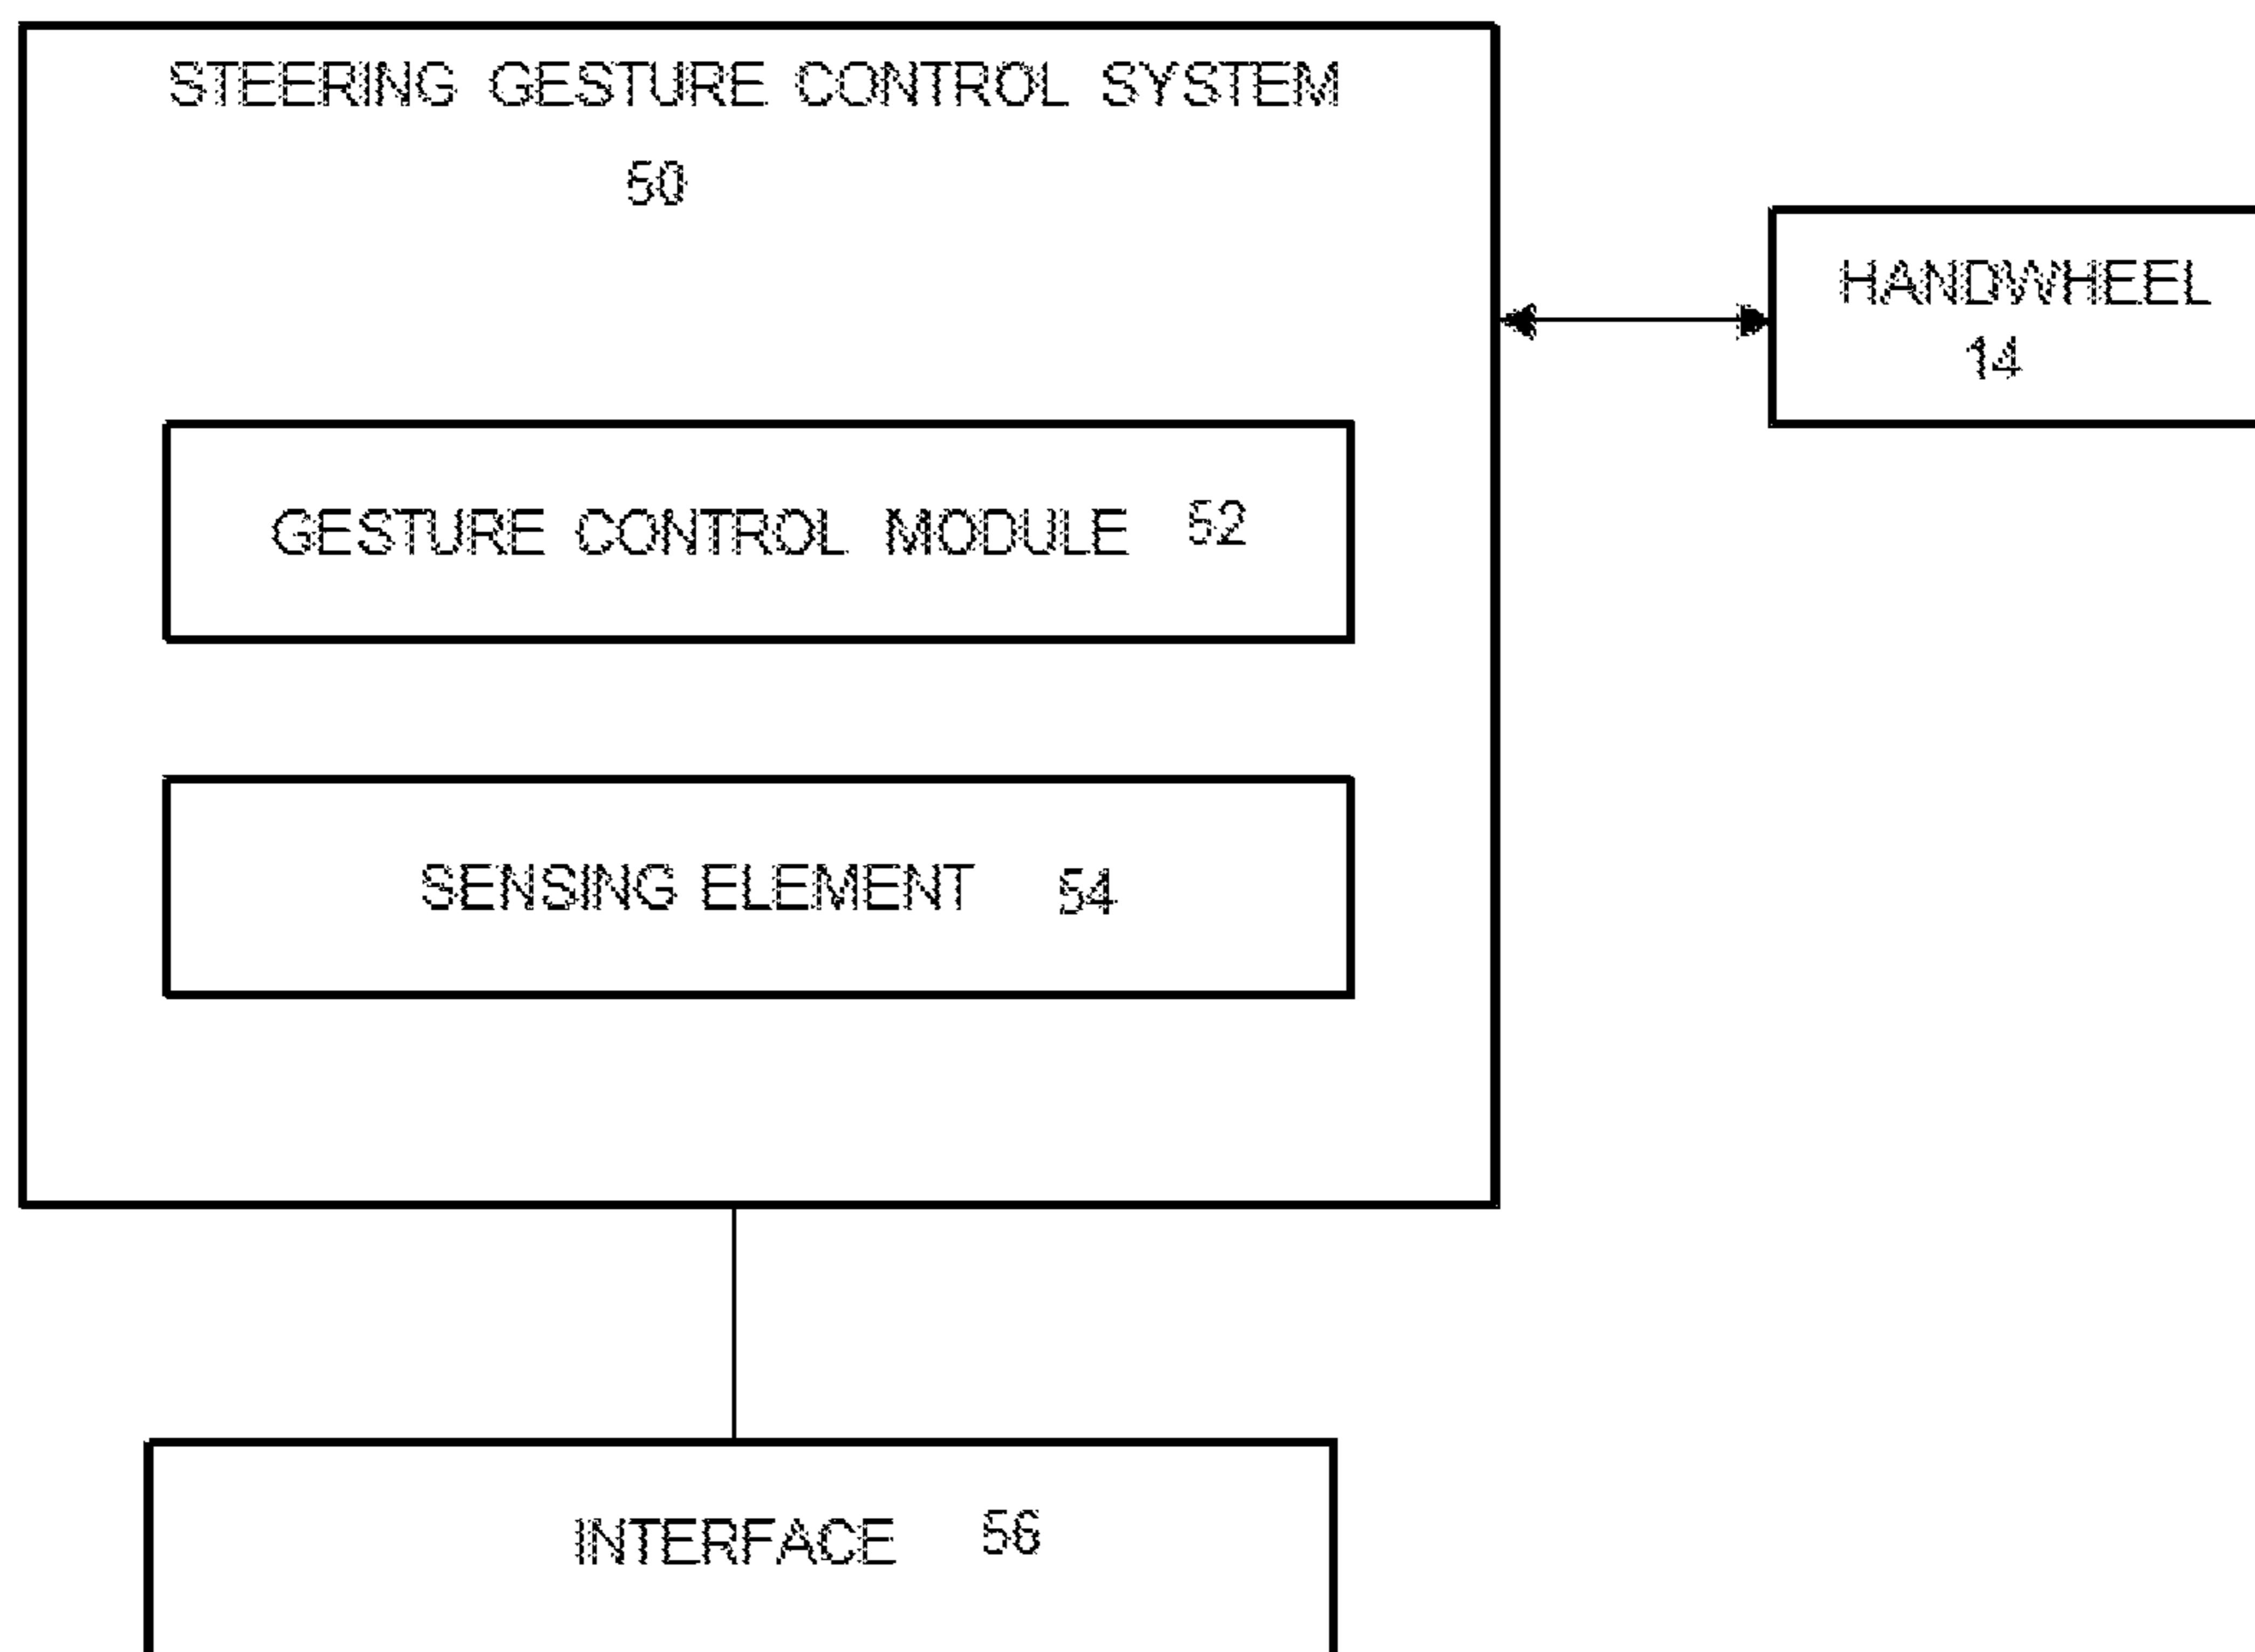 STEERING GESTURE CONTROL SYSTEM
50
HANDWHEEL
14
GESTURE CONTROL MODULE 52
SENSING ELEMENT 54
INTERFACE 56